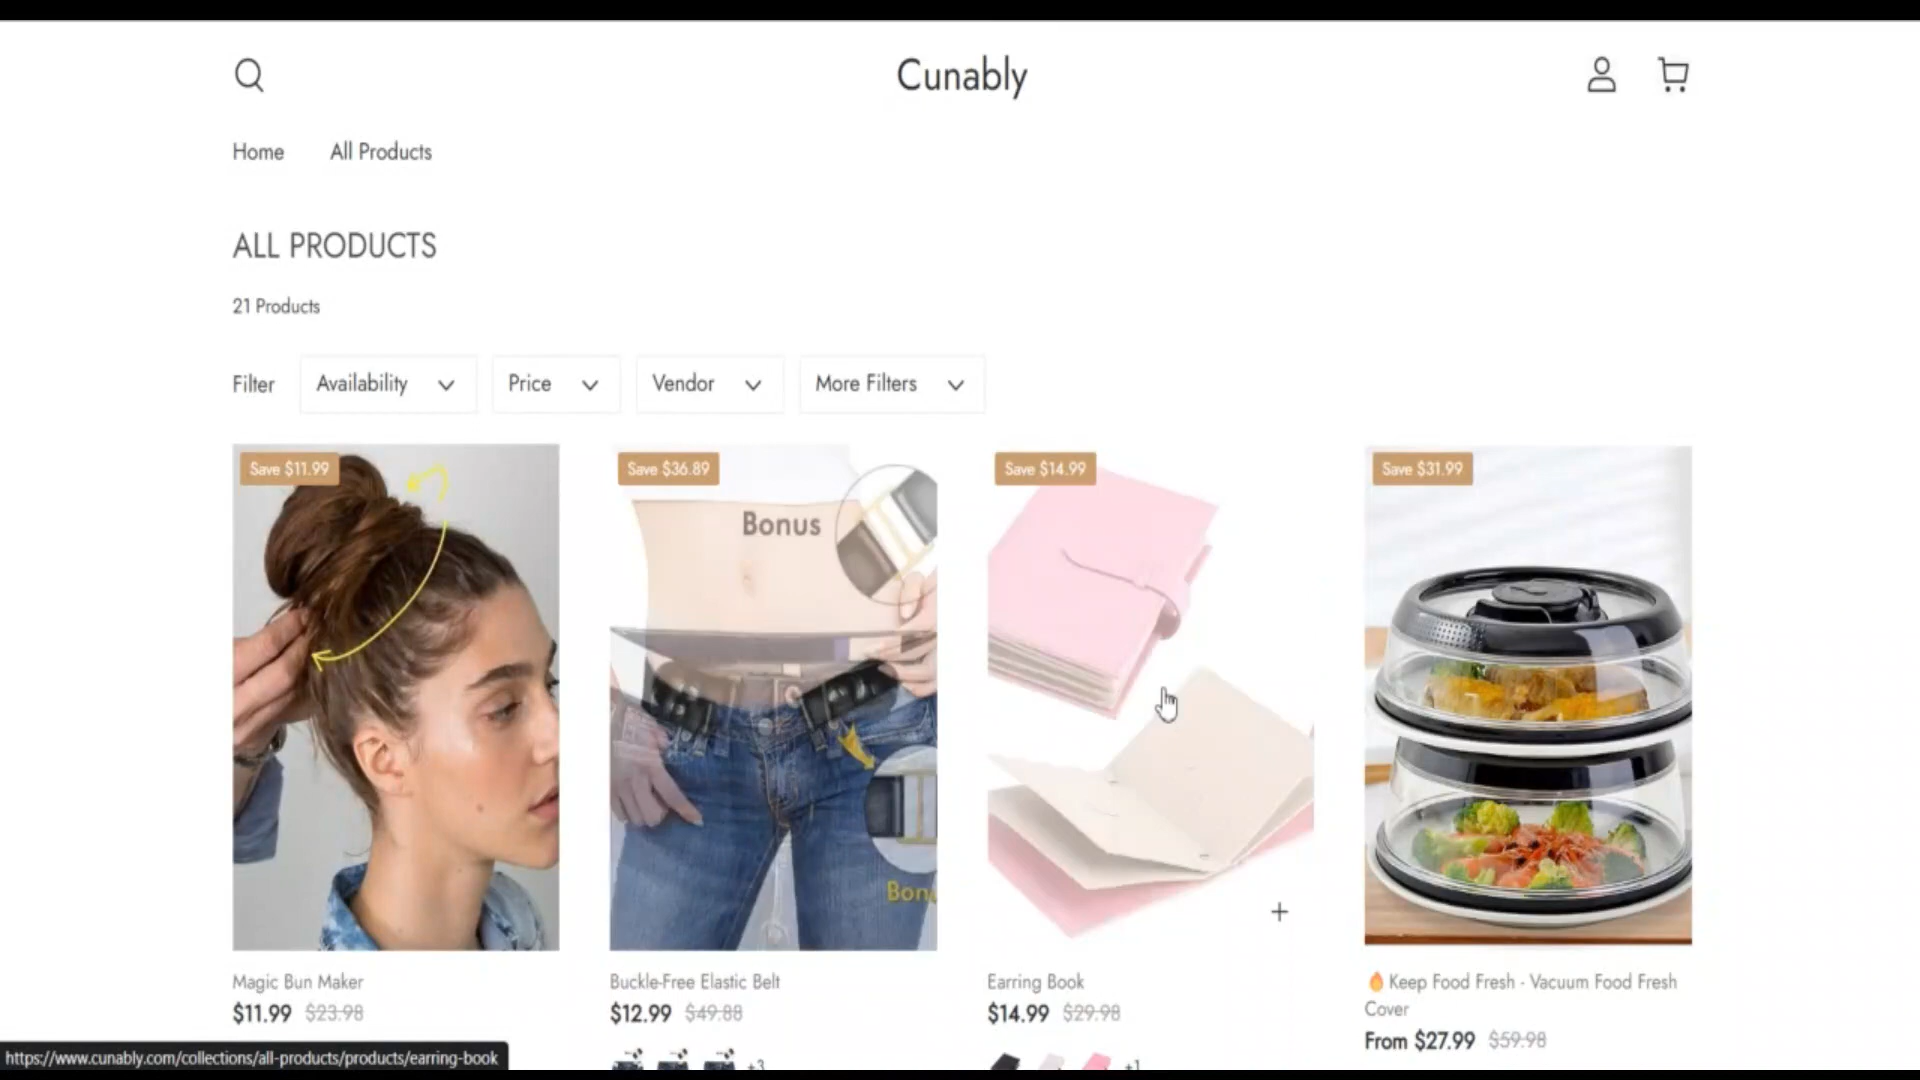 Cunably
Home All Products
ALL PRODUCTS
21 Products
Filter Availability Price Vendor More Filters
Save $11.99
Save $36.89
Save $14.99
Save $31.99
Bonus
Magic Bun Maker
$11.99 $23.98
Buckle-Free Elastic Belt
$12.99 $49.88
+3
Earring Book
$14.99 $29.98
+1
🔥Keep Food Fresh - Vacuum Food Fresh
Cover
From $27.99 $59.98
https://www.cunably.com/collections/all-products/products/earring-book